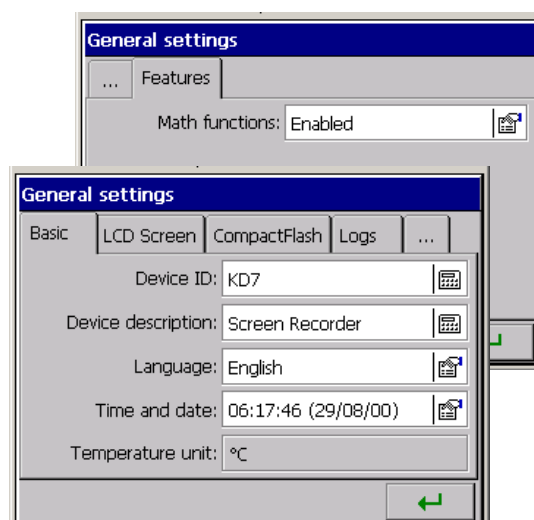 General settings
... Features
Math functions: Enabled
General settings
Basic LCD Screen CompactFlash Logs ...
Device ID: KD7
Device description: Screen Recorder
Language: English
Time and date: 06:17:46 (29/08/00)
Temperature unit: °C